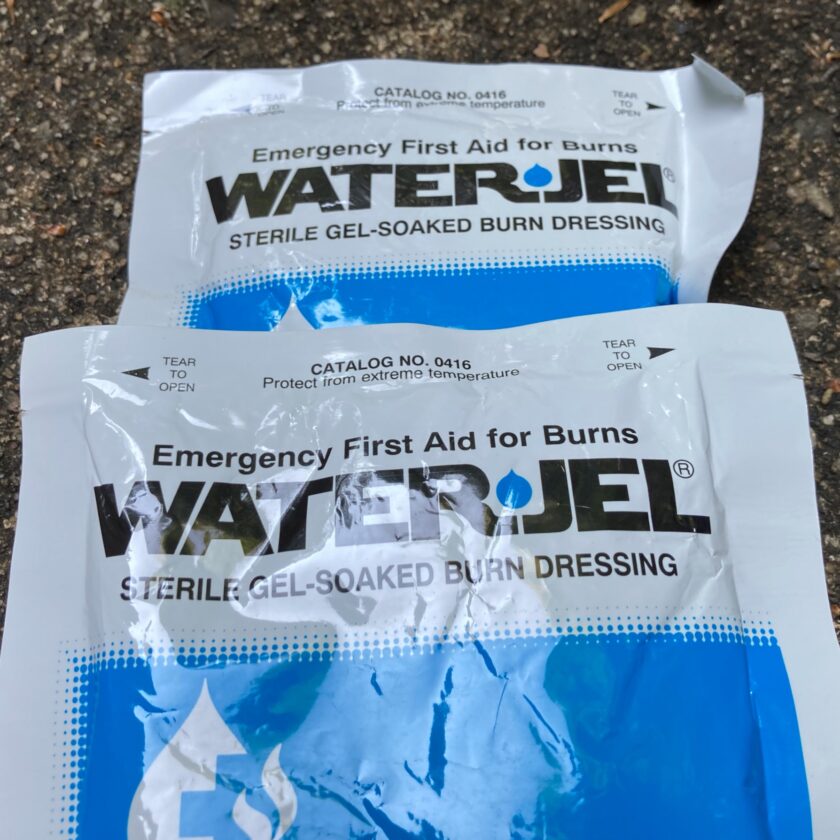 CATALOG NO. 0416
Protect from extreme temperature
TEAR
TO
OPEN
TEAR
TO
OPEN
Emergency First Aid for Burns
WATER JEL®
STERILE GEL-SOAKED BURN DRESSING
TEAR
TO
OPEN
CATALOG NO. 0416
Protect from extreme temperature
TEAR
TO
OPEN
Emergency First Aid for Burns
WATER JEL®
STERILE GEL-SOAKED BURN DRESSING